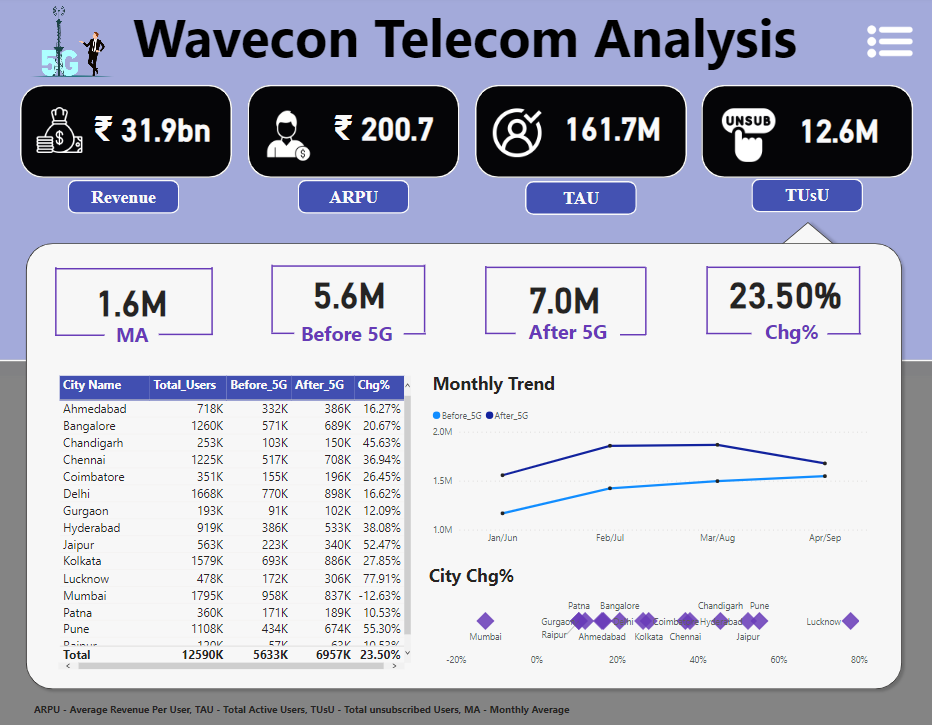 5G
Wavecon Telecom Analysis
₹ 31.9bn
₹ 200.7
161.7M
UNSUB
12.6M
Revenue
ARPU
TAU
TUsU
1.6M
MA
5.6M
Before 5G
7.0M
After 5G
23.50%
Chg%
City Name Total_Users Before_5G After_5G Chg%
Ahmedabad 718K 332K 386K 16.27%
Bangalore 1260K 571K 689K 20.67%
Chandigarh 253K 103K 150K 45.63%
Chennai 1225K 517K 708K 36.94%
Coimbatore 351K 155K 196K 26.45%
Delhi 1668K 770K 898K 16.62%
Gurgaon 193K 91K 102K 12.09%
Hyderabad 919K 386K 533K 38.08%
Jaipur 563K 223K 340K 52.47%
Kolkata 1579K 693K 886K 27.85%
Lucknow 478K 172K 306K 77.91%
Mumbai 1795K 958K 837K -12.63%
Patna 360K 171K 189K 10.53%
Pune 1108K 434K 674K 55.30%
Raipur 120K 57K
Total 12590K 5633K 6957K 23.50%
Monthly Trend
Before_5G After_5G
2.0M
1.5M
1.0M
Jan/Jun Feb/Jul Mar/Aug Apr/Sep
City Chg%
Patna Bangalore Chandigarh Pune
Gurgaon Delhi Coimbatore Hyderabad Lucknow
Raipur
Mumbai Ahmedabad Kolkata Chennai Jaipur
-20% 0% 20% 40% 60% 80%
ARPU - Average Revenue Per User, TAU - Total Active Users, TUsU - Total unsubscribed Users, MA - Monthly Average